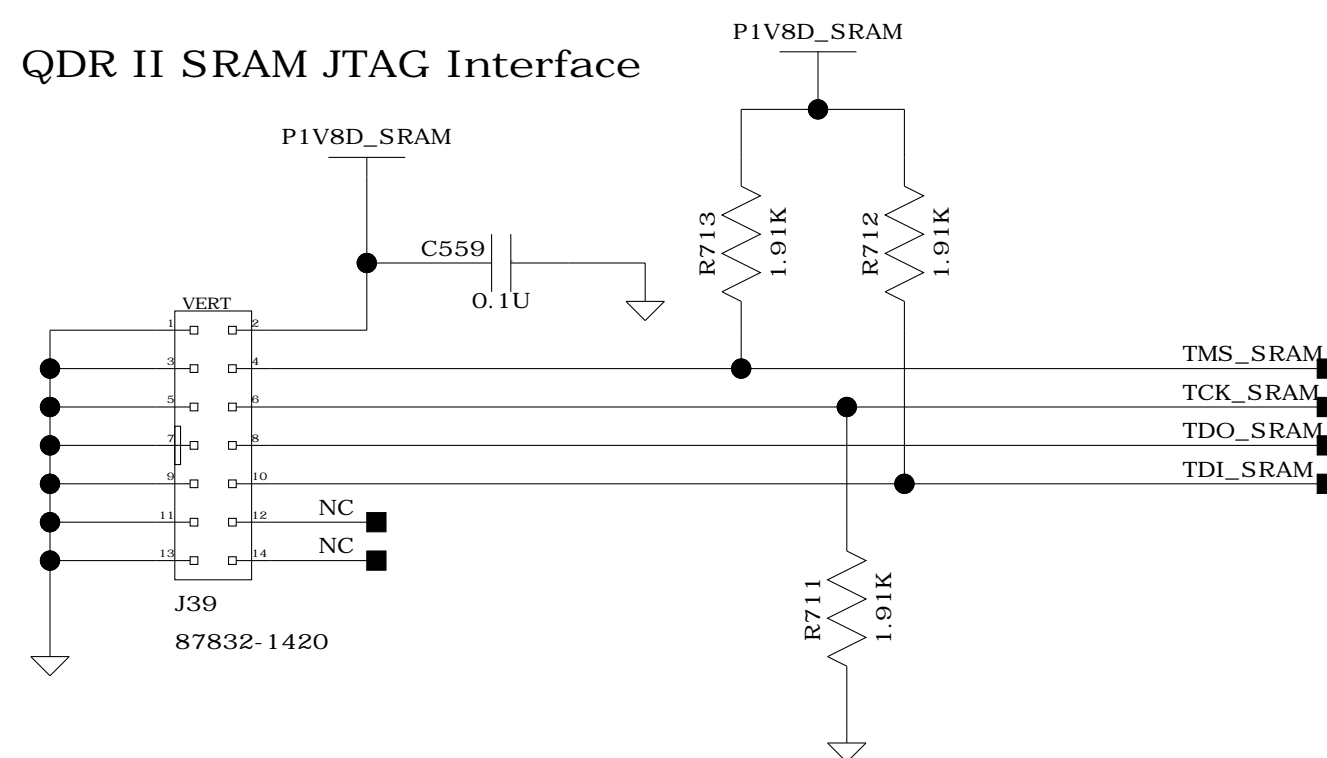 P1V8D_SRAM
QDR II SRAM JTAG Interface
P1V8D_SRAM
C559
0.1U
R713
1.91K
R712
1.91K
VERT
1
2
3
4
TMS_SRAM
5
6
TCK_SRAM
7
8
TDO_SRAM
9
10
TDI_SRAM
11
12
NC
13
14
NC
J39
87832-1420
R711
1.91K